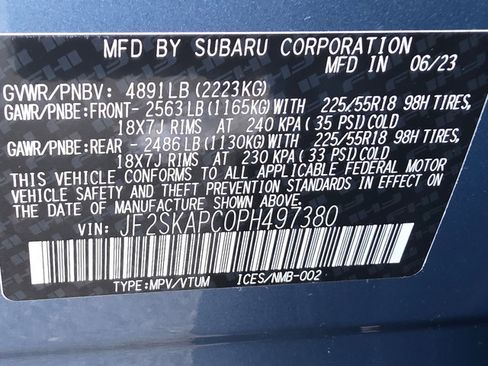 MFD BY SUBARU CORPORATION
MFD IN 06/23
GVWR/PNBV: 4891LB(2223KG)
GAWR/PNBE:FRONT- 2563LB(1165KG)WITH 225/55R18 98H TIRES,
18X7J RIMS AT 240 KPA(35 PSI)COLD
GAWR/PNBE:REAR - 2486LB(1130KG)WITH 225/55R18 98H TIRES,
18X7J RIMS AT 230 KPA(33 PSI)COLD
THIS VEHICLE CONFORMS TO ALL APPLICABLE FEDERAL MOTOR
VEHICLE SAFETY AND THEFT PREVENTION STANDARDS IN EFFECT
ON THE DATE OF MANUFACTURE SHOWN ABOVE.
VIN: JF2SKAPC0PH497380
TYPE:MPV/VTUM ICES/NMB-002